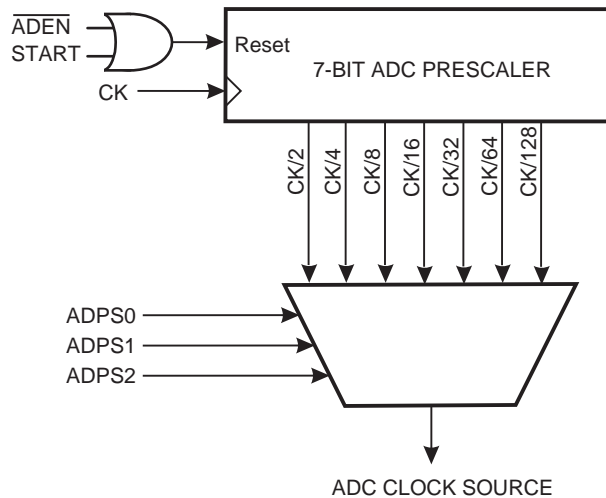 ADEN
START
Reset
7-BIT ADC PRESCALER
CK
CK/2
CK/4
CK/8
CK/16
CK/32
CK/64
CK/128
ADPS0
ADPS1
ADPS2
ADC CLOCK SOURCE